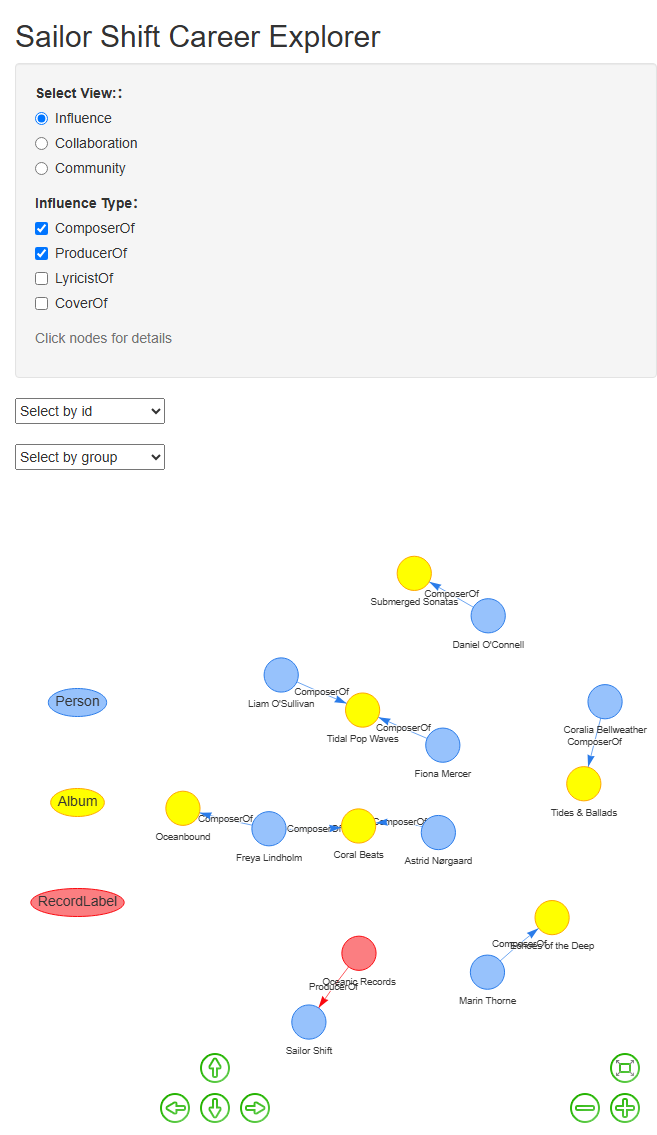 Sailor Shift Career Explorer
Select View::
Influence
Collaboration
Community
Influence Type:
ComposerOf
ProducerOf
LyricistOf
CoverOf
Click nodes for details
Select by id
Select by group
ComposerOf
Submerged Sonatas
Daniel O'Connell
Person
ComposerOf
Liam O'Sullivan
ComposerOf
Tidal Pop Waves
Fiona Mercer
Coralia Bellweather
ComposerOf
Tides & Ballads
Album
ComposerOf
Oceanbound
ComposerOf
ComposerOf
Freya Lindholm
Coral Beats
Astrid Nørgaard
RecordLabel
ComposerOf
Echoes of the Deep
Oceanic Records
ProducerOf
Marin Thorne
Sailor Shift